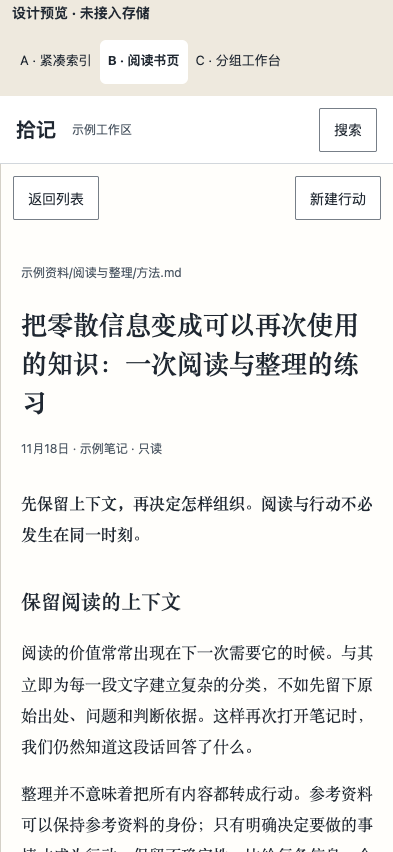 设计预览 · 未接入存储
A · 紧凑索引 B · 阅读书页 C · 分组工作台
拾记 示例工作区 搜索
返回列表 新建行动
示例资料/阅读与整理/方法.md
把零散信息变成可以再次使用
的知识：一次阅读与整理的练
习
11月18日 · 示例笔记 · 只读
先保留上下文，再决定怎样组织。阅读与行动不必
发生在同一时刻。
保留阅读的上下文
阅读的价值常常出现在下一次需要它的时候。与其
立即为每一段文字建立复杂的分类，不如先留下原
始出处、问题和判断依据。这样再次打开笔记时，
我们仍然知道这段话回答了什么。
整理并不意味着把所有内容都转成行动。参考资料
可以保持参考资料的身份；只有明确决定要做的事